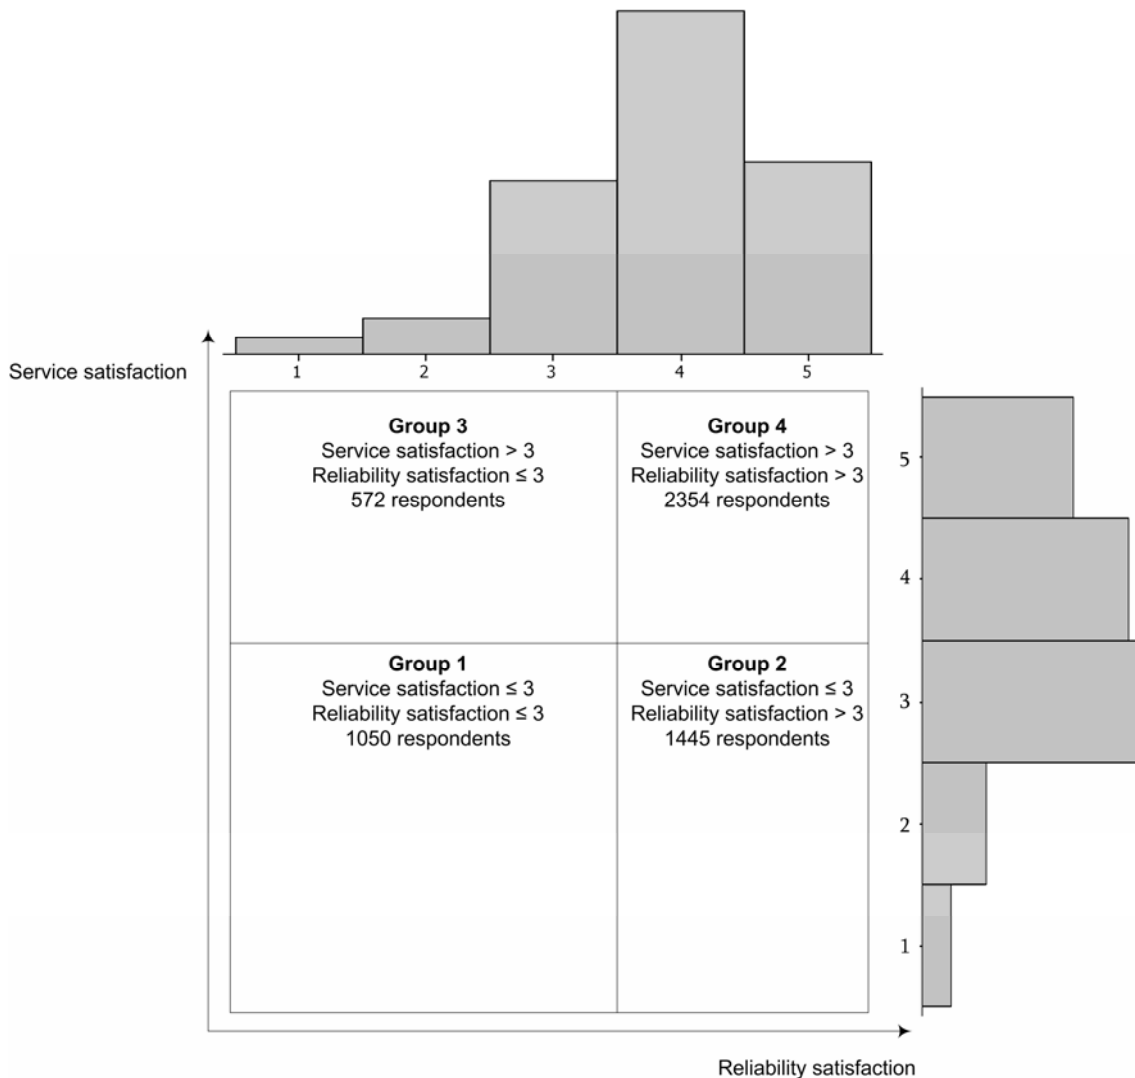 Service satisfaction
1 2 3 4 5
Group 3
Service satisfaction > 3
Reliability satisfaction ≤ 3
572 respondents
Group 4
Service satisfaction > 3
Reliability satisfaction > 3
2354 respondents
5
4
3
2
1
Group 1
Service satisfaction ≤ 3
Reliability satisfaction ≤ 3
1050 respondents
Group 2
Service satisfaction ≤ 3
Reliability satisfaction > 3
1445 respondents
Reliability satisfaction